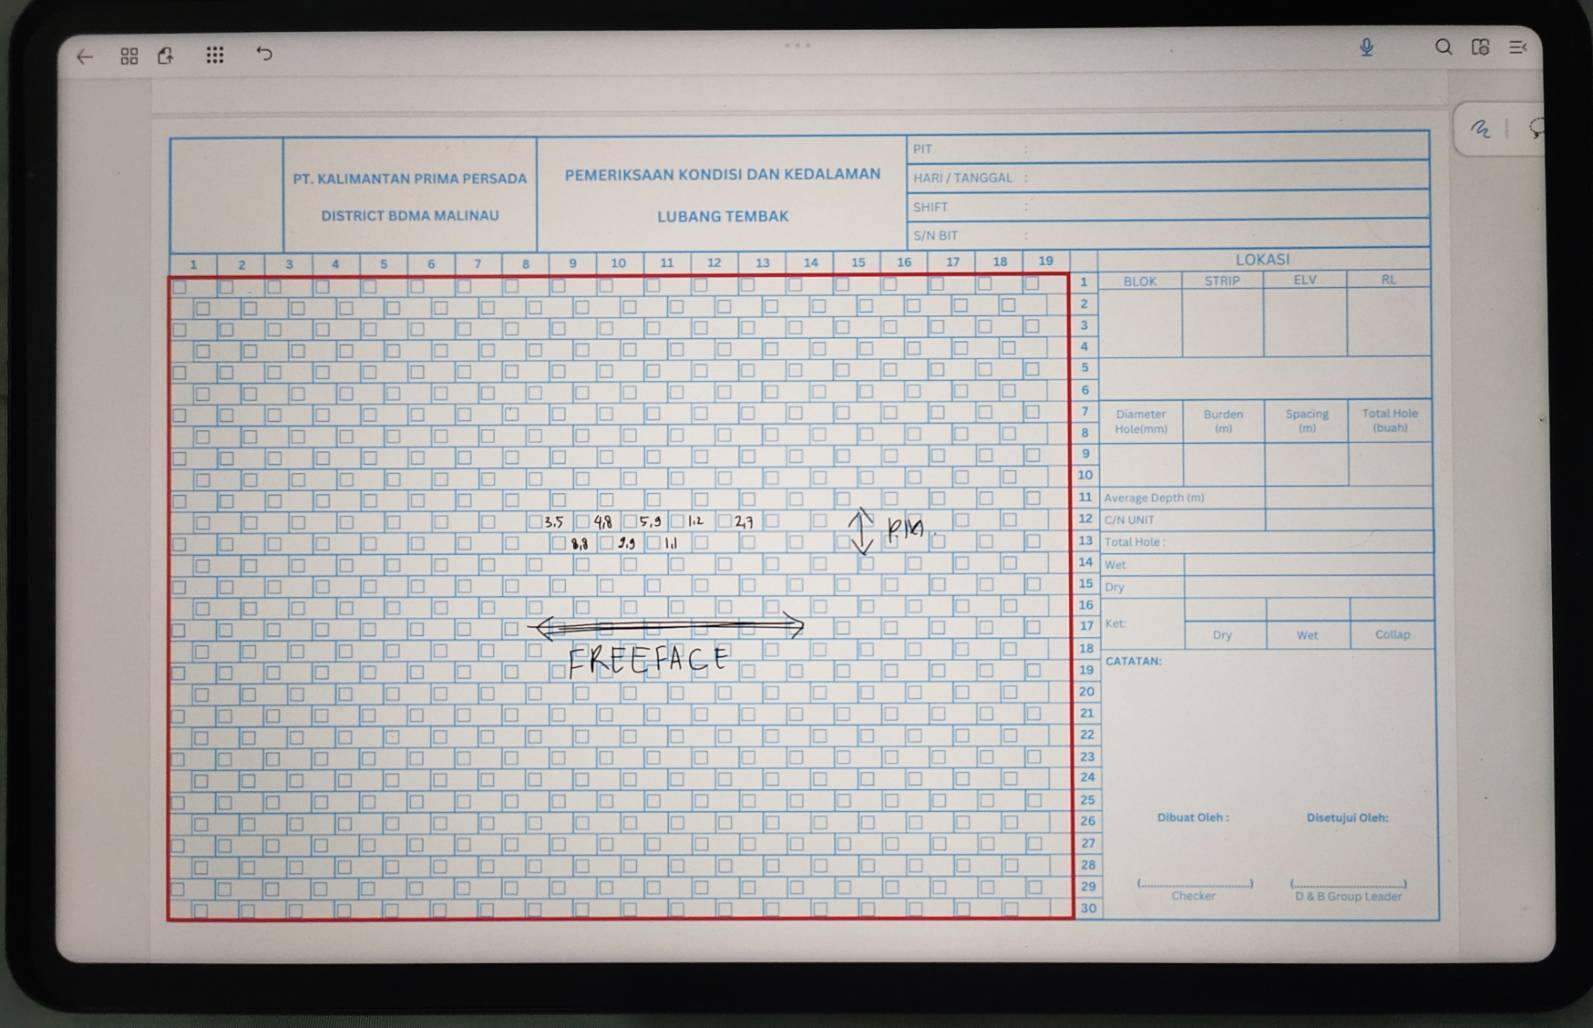 PT. KALIMANTAN PRIMA PERSADA
DISTRICT BDMA MALINAU
PEMERIKSAAN KONDISI DAN KEDALAMAN
LUBANG TEMBAK
PIT :
HARI / TANGGAL :
SHIFT :
S/N BIT :
1 2 3 4 5 6 7 8 9 10 11 12 13 14 15 16 17 18 19
LOKASI
1 BLOK STRIP ELV RL
2
3
4
5
6
7 Diameter Burden Spacing Total Hole
8 Hole(mm) (m) (m) (buah)
9
10
11 Average Depth (m)
3.5 4,8 5,9 1.2 2,7 12 C/N UNIT
8,8 9.9 1,1 13 Total Hole :
14 Wet
15 Dry
16
17 Ket:
Dry Wet Collap
FREEFACE
18
19 CATATAN:
20
21
22
23
24
25
26 Dibuat Oleh : Disetujui Oleh:
27
28
29 (....................) (....................)
Checker D & B Group Leader
30